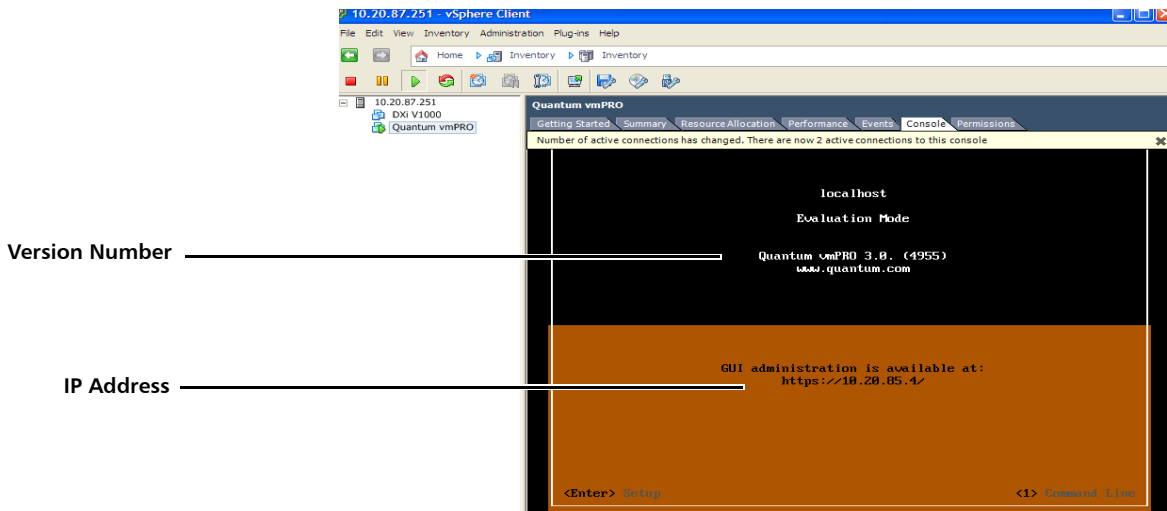 10.20.87.251 - vSphere Client
File Edit View Inventory Administration Plug-ins Help
Home Inventory Inventory
10.20.87.251
DXi V1000
Quantum vmPRO
Quantum vmPRO
Getting Started Summary Resource Allocation Performance Events Console Permissions
Number of active connections has changed. There are now 2 active connections to this console
localhost
Evaluation Mode
Version Number
Quantum vmPRO 3.0. (4955)
www.quantum.com
GUI administration is available at:
IP Address
https://10.20.85.4/
<Enter> Setup
<1> Command Line